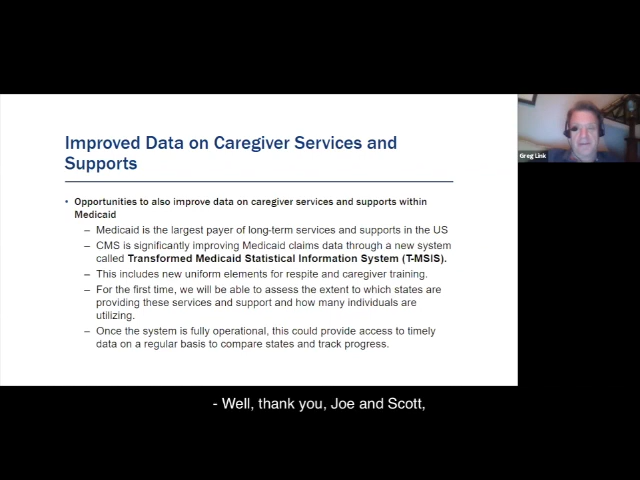 Improved Data on Caregiver Services and
Supports
• Opportunities to also improve data on caregiver services and supports within
Medicaid
– Medicaid is the largest payer of long-term services and supports in the US
– CMS is significantly improving Medicaid claims data through a new system
called Transformed Medicaid Statistical Information System (T-MSIS).
– This includes new uniform elements for respite and caregiver training.
– For the first time, we will be able to assess the extent to which states are
providing these services and support and how many individuals are
utilizing.
– Once the system is fully operational, this could provide access to timely
data on a regular basis to compare states and track progress.
Greg Link
- Well, thank you, Joe and Scott,